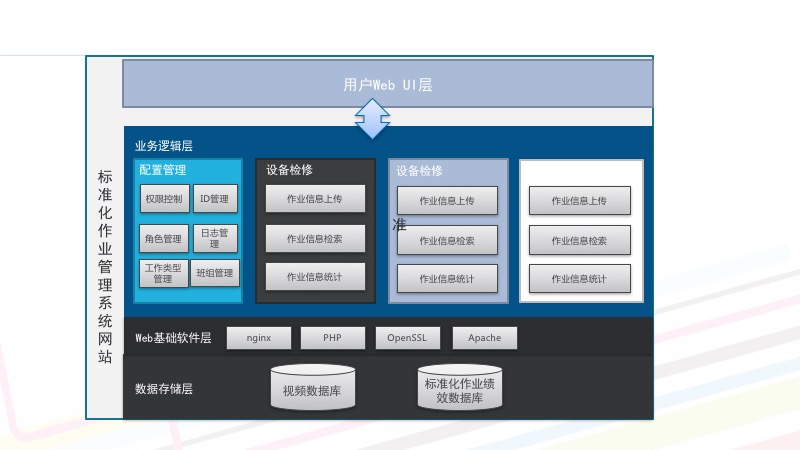 用户Web UI层
标准化作业管理系统网站
业务逻辑层
配置管理
权限控制
ID管理
角色管理
日志管
理
工作类型
管理
班组管理
设备检修
作业信息上传
作业信息检索
作业信息统计
设备检修
作业信息上传
准
作业信息检索
作业信息统计
作业信息上传
作业信息检索
作业信息统计
Web基础软件层
nginx
PHP
OpenSSL
Apache
数据存储层
视频数据库
标准化作业绩
效数据库